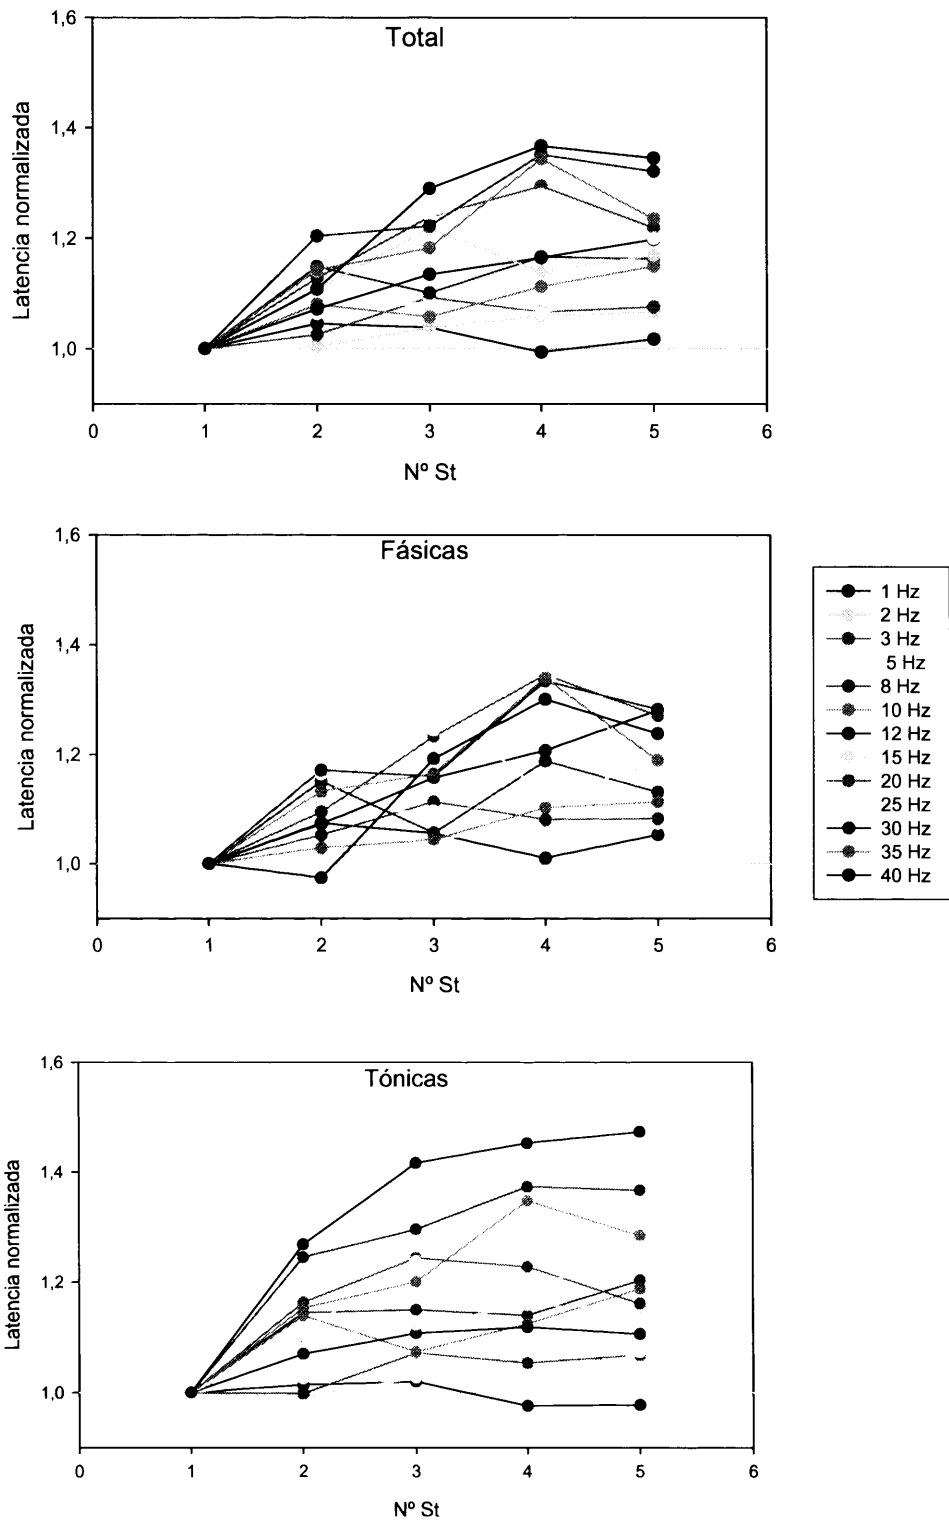 Total
Latencia normalizada
1,6
1,4
1,2
1,0
0 1 2 3 4 5 6
Nº St
Fásicas
Latencia normalizada
1,6
1,4
1,2
1,0
0 1 2 3 4 5 6
Nº St
1 Hz
2 Hz
3 Hz
5 Hz
8 Hz
10 Hz
12 Hz
15 Hz
20 Hz
25 Hz
30 Hz
35 Hz
40 Hz
Tónicas
Latencia normalizada
1,6
1,4
1,2
1,0
0 1 2 3 4 5 6
Nº St